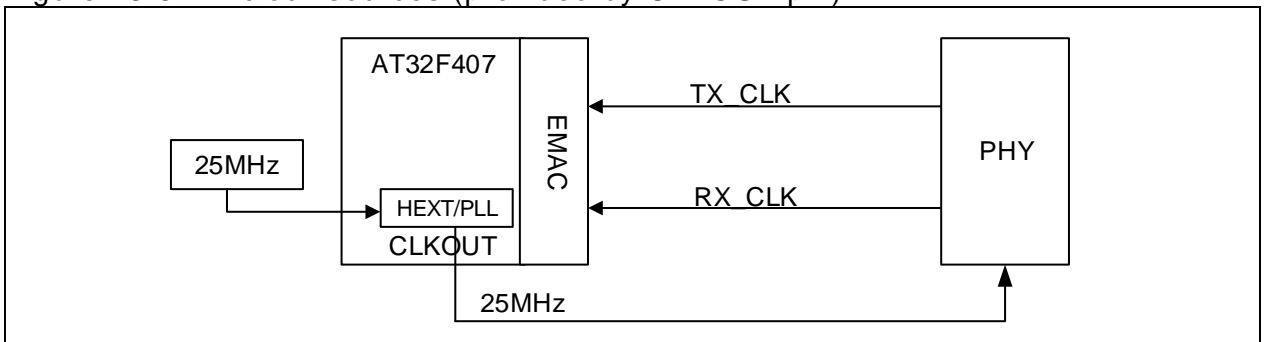 AT32F407
TX_CLK
EMAC
PHY
25MHz
HEXT/PLL
RX_CLK
CLKOUT
25MHz